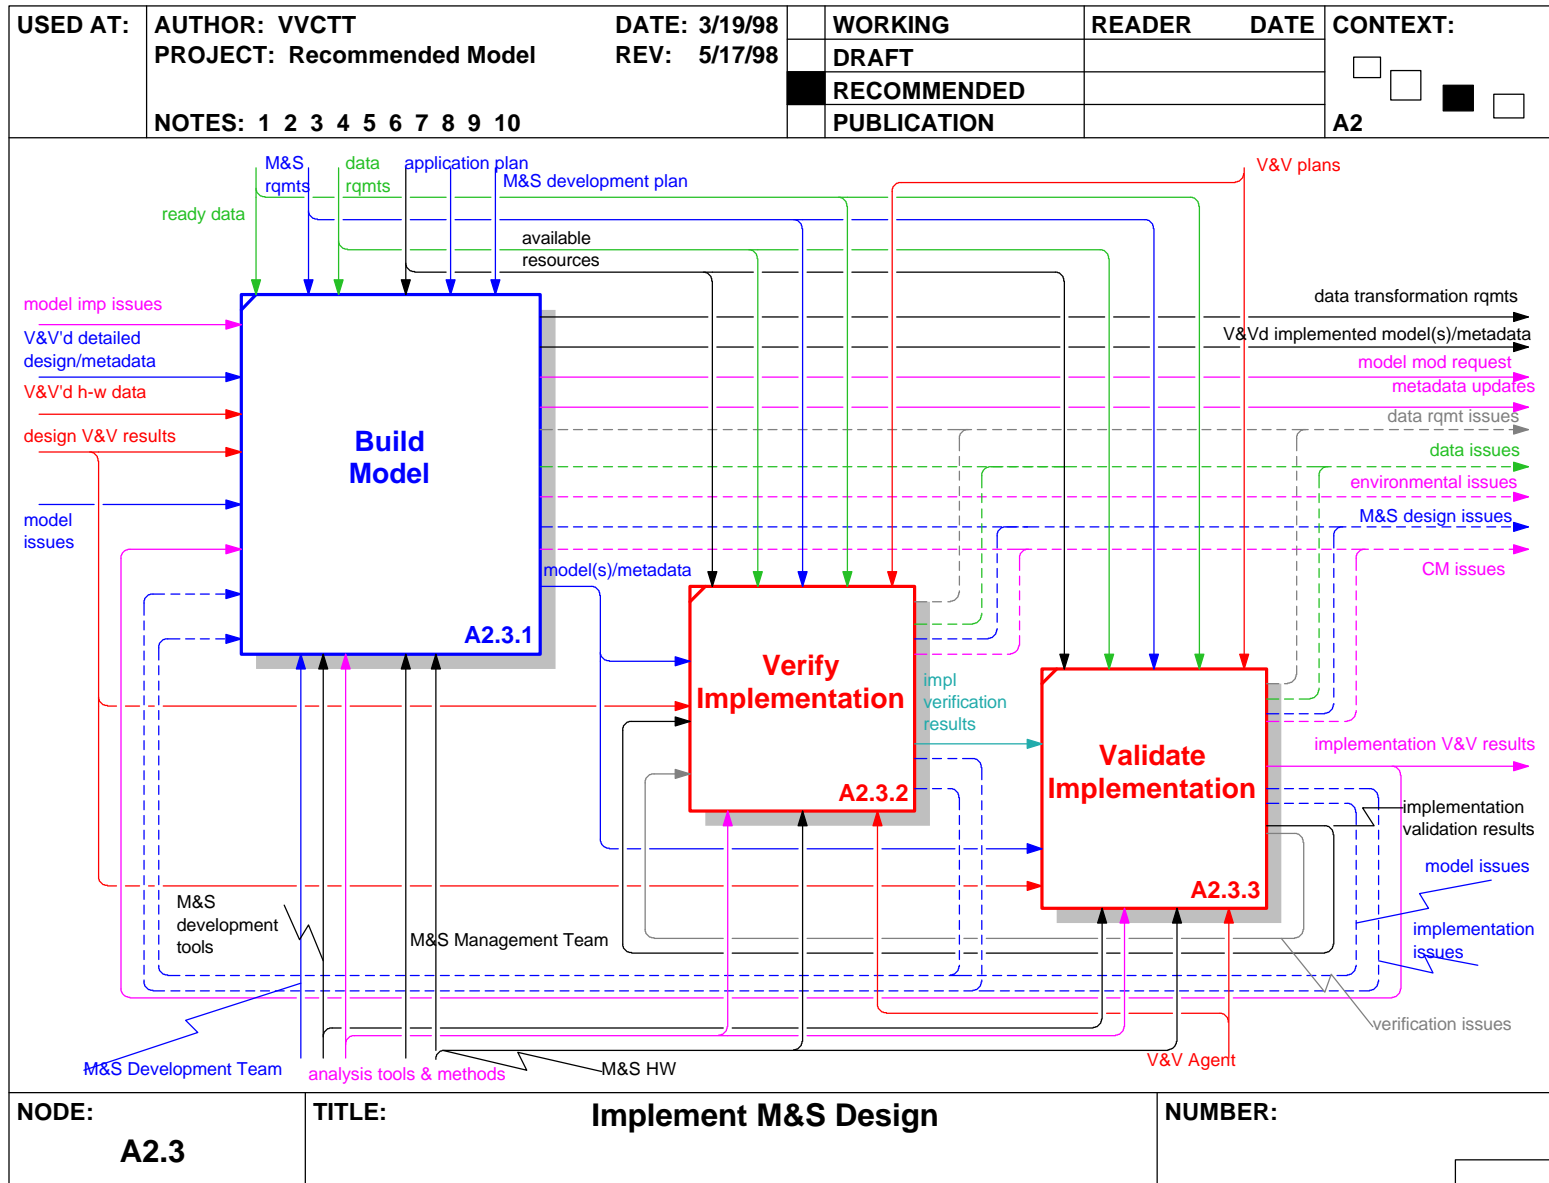 USED AT:
AUTHOR: VVCTT
DATE: 3/19/98
PROJECT: Recommended Model
REV: 5/17/98
NOTES: 1 2 3 4 5 6 7 8 9 10
WORKING
DRAFT
RECOMMENDED
PUBLICATION
READER
DATE
CONTEXT:
A2
M&S
rqmts
data
rqmts
application plan
M&S development plan
V&V plans
ready data
available
resources
model imp issues
V&V'd detailed
design/metadata
V&V'd h-w data
design V&V results
model
issues
Build
Model
A2.3.1
data transformation rqmts
V&Vd implemented model(s)/metadata
model mod request
metadata updates
data rqmt issues
data issues
environmental issues
M&S design issues
CM issues
model(s)/metadata
Verify
Implementation
A2.3.2
impl
verification
results
Validate
Implementation
A2.3.3
implementation V&V results
implementation
validation results
model issues
implementation
issues
verification issues
M&S
development
tools
M&S Management Team
M&S Development Team
analysis tools & methods
M&S HW
V&V Agent
NODE:
A2.3
TITLE:
Implement M&S Design
NUMBER: